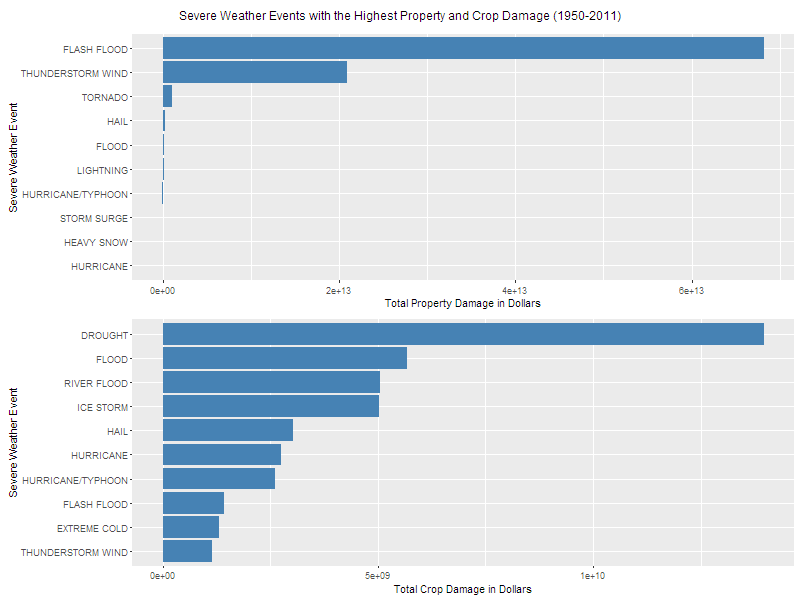 Severe Weather Events with the Highest Property and Crop Damage (1950-2011)
Severe Weather Event
FLASH FLOOD
THUNDERSTORM WIND
TORNADO
HAIL
FLOOD
LIGHTNING
HURRICANE/TYPHOON
STORM SURGE
HEAVY SNOW
HURRICANE
0e+00 2e+13 4e+13 6e+13
Total Property Damage in Dollars
Severe Weather Event
DROUGHT
FLOOD
RIVER FLOOD
ICE STORM
HAIL
HURRICANE
HURRICANE/TYPHOON
FLASH FLOOD
EXTREME COLD
THUNDERSTORM WIND
0e+00 5e+09 1e+10
Total Crop Damage in Dollars